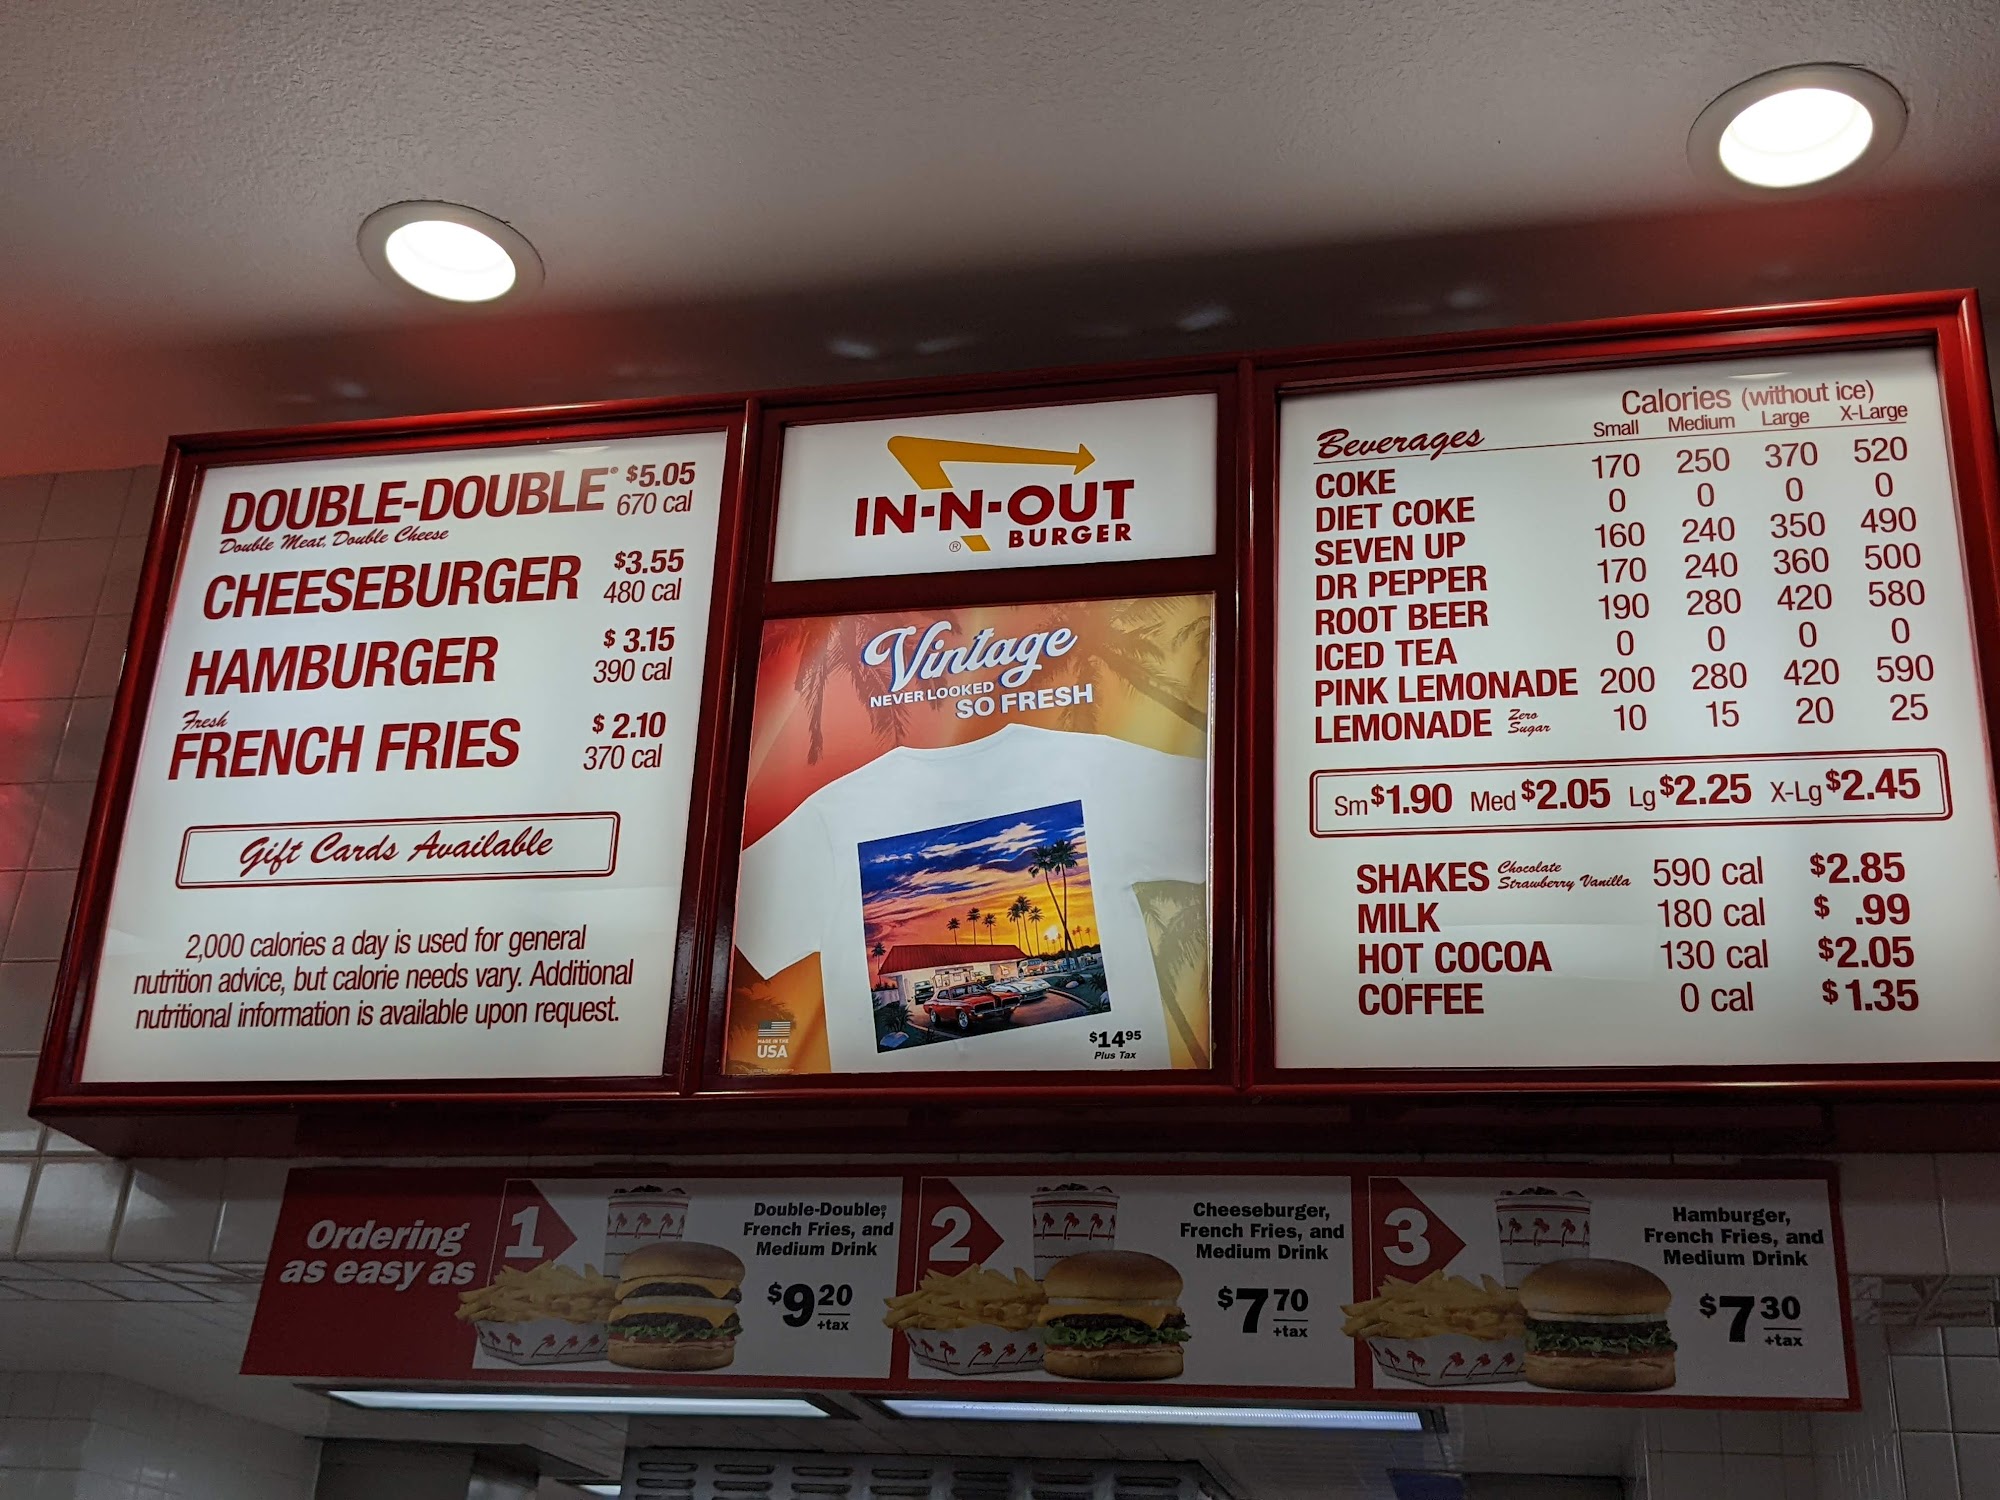 DOUBLE-DOUBLE® $5.05
670 cal
Double Meat, Double Cheese
CHEESEBURGER $3.55
480 cal
HAMBURGER $ 3.15
390 cal
Fresh
FRENCH FRIES $ 2.10
370 cal
Gift Cards Available
2,000 calories a day is used for general
nutrition advice, but calorie needs vary. Additional
nutritional information is available upon request.
IN-N-OUT
® BURGER
Vintage
NEVER LOOKED
SO FRESH
MADE IN THE
USA
$14.95
Plus Tax
Calories (without ice)
Beverages Small Medium Large X-Large
COKE 170 250 370 520
DIET COKE 0 0 0 0
SEVEN UP 160 240 350 490
DR PEPPER 170 240 360 500
ROOT BEER 190 280 420 580
ICED TEA 0 0 0 0
PINK LEMONADE 200 280 420 590
LEMONADE Zero Sugar 10 15 20 25
Sm $1.90 Med $2.05 Lg $2.25 X-Lg $2.45
SHAKES Chocolate Strawberry Vanilla 590 cal $2.85
MILK 180 cal $ .99
HOT COCOA 130 cal $2.05
COFFEE 0 cal $1.35
Ordering
as easy as
1
Double-Double®,
French Fries, and
Medium Drink
$9 20
+tax
2
Cheeseburger,
French Fries, and
Medium Drink
$7 70
+tax
3
Hamburger,
French Fries, and
Medium Drink
$7 30
+tax